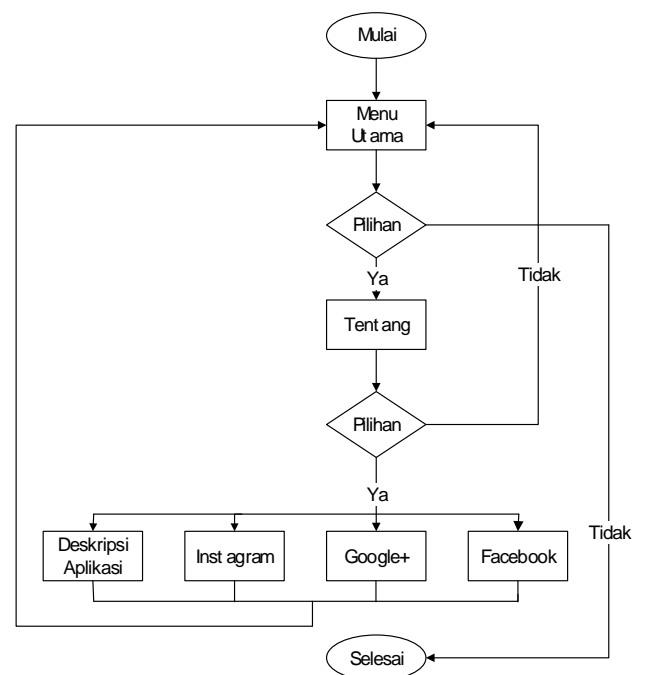 Mulai
Menu
Utama
Pilihan
Ya
Tidak
Tentang
Pilihan
Ya
Tidak
Deskripsi
Aplikasi
Instagram
Google+
Facebook
Selesai